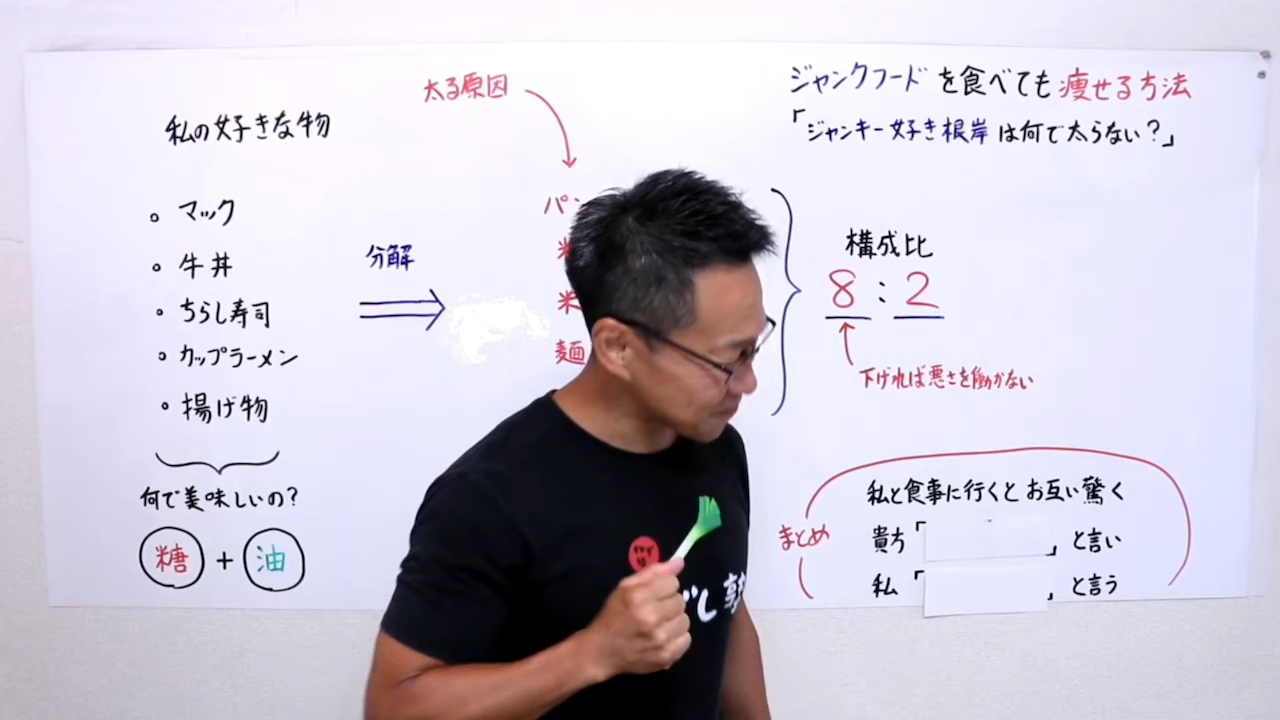 私の好きな物
マック
牛丼
ちらし寿司
カップラーメン
揚げ物
何で美味しいの？
糖 + 油
分解
太る原因
米
米
麺
ジャンクフードを食べても痩せる方法
「ジャンキー好き根岸は何で太らない？」
構成比
8 : 2
下げれば悪さを働かない
まとめ
私と食事に行くとお互い驚く
貴方「 」と言い
私「 」と言う